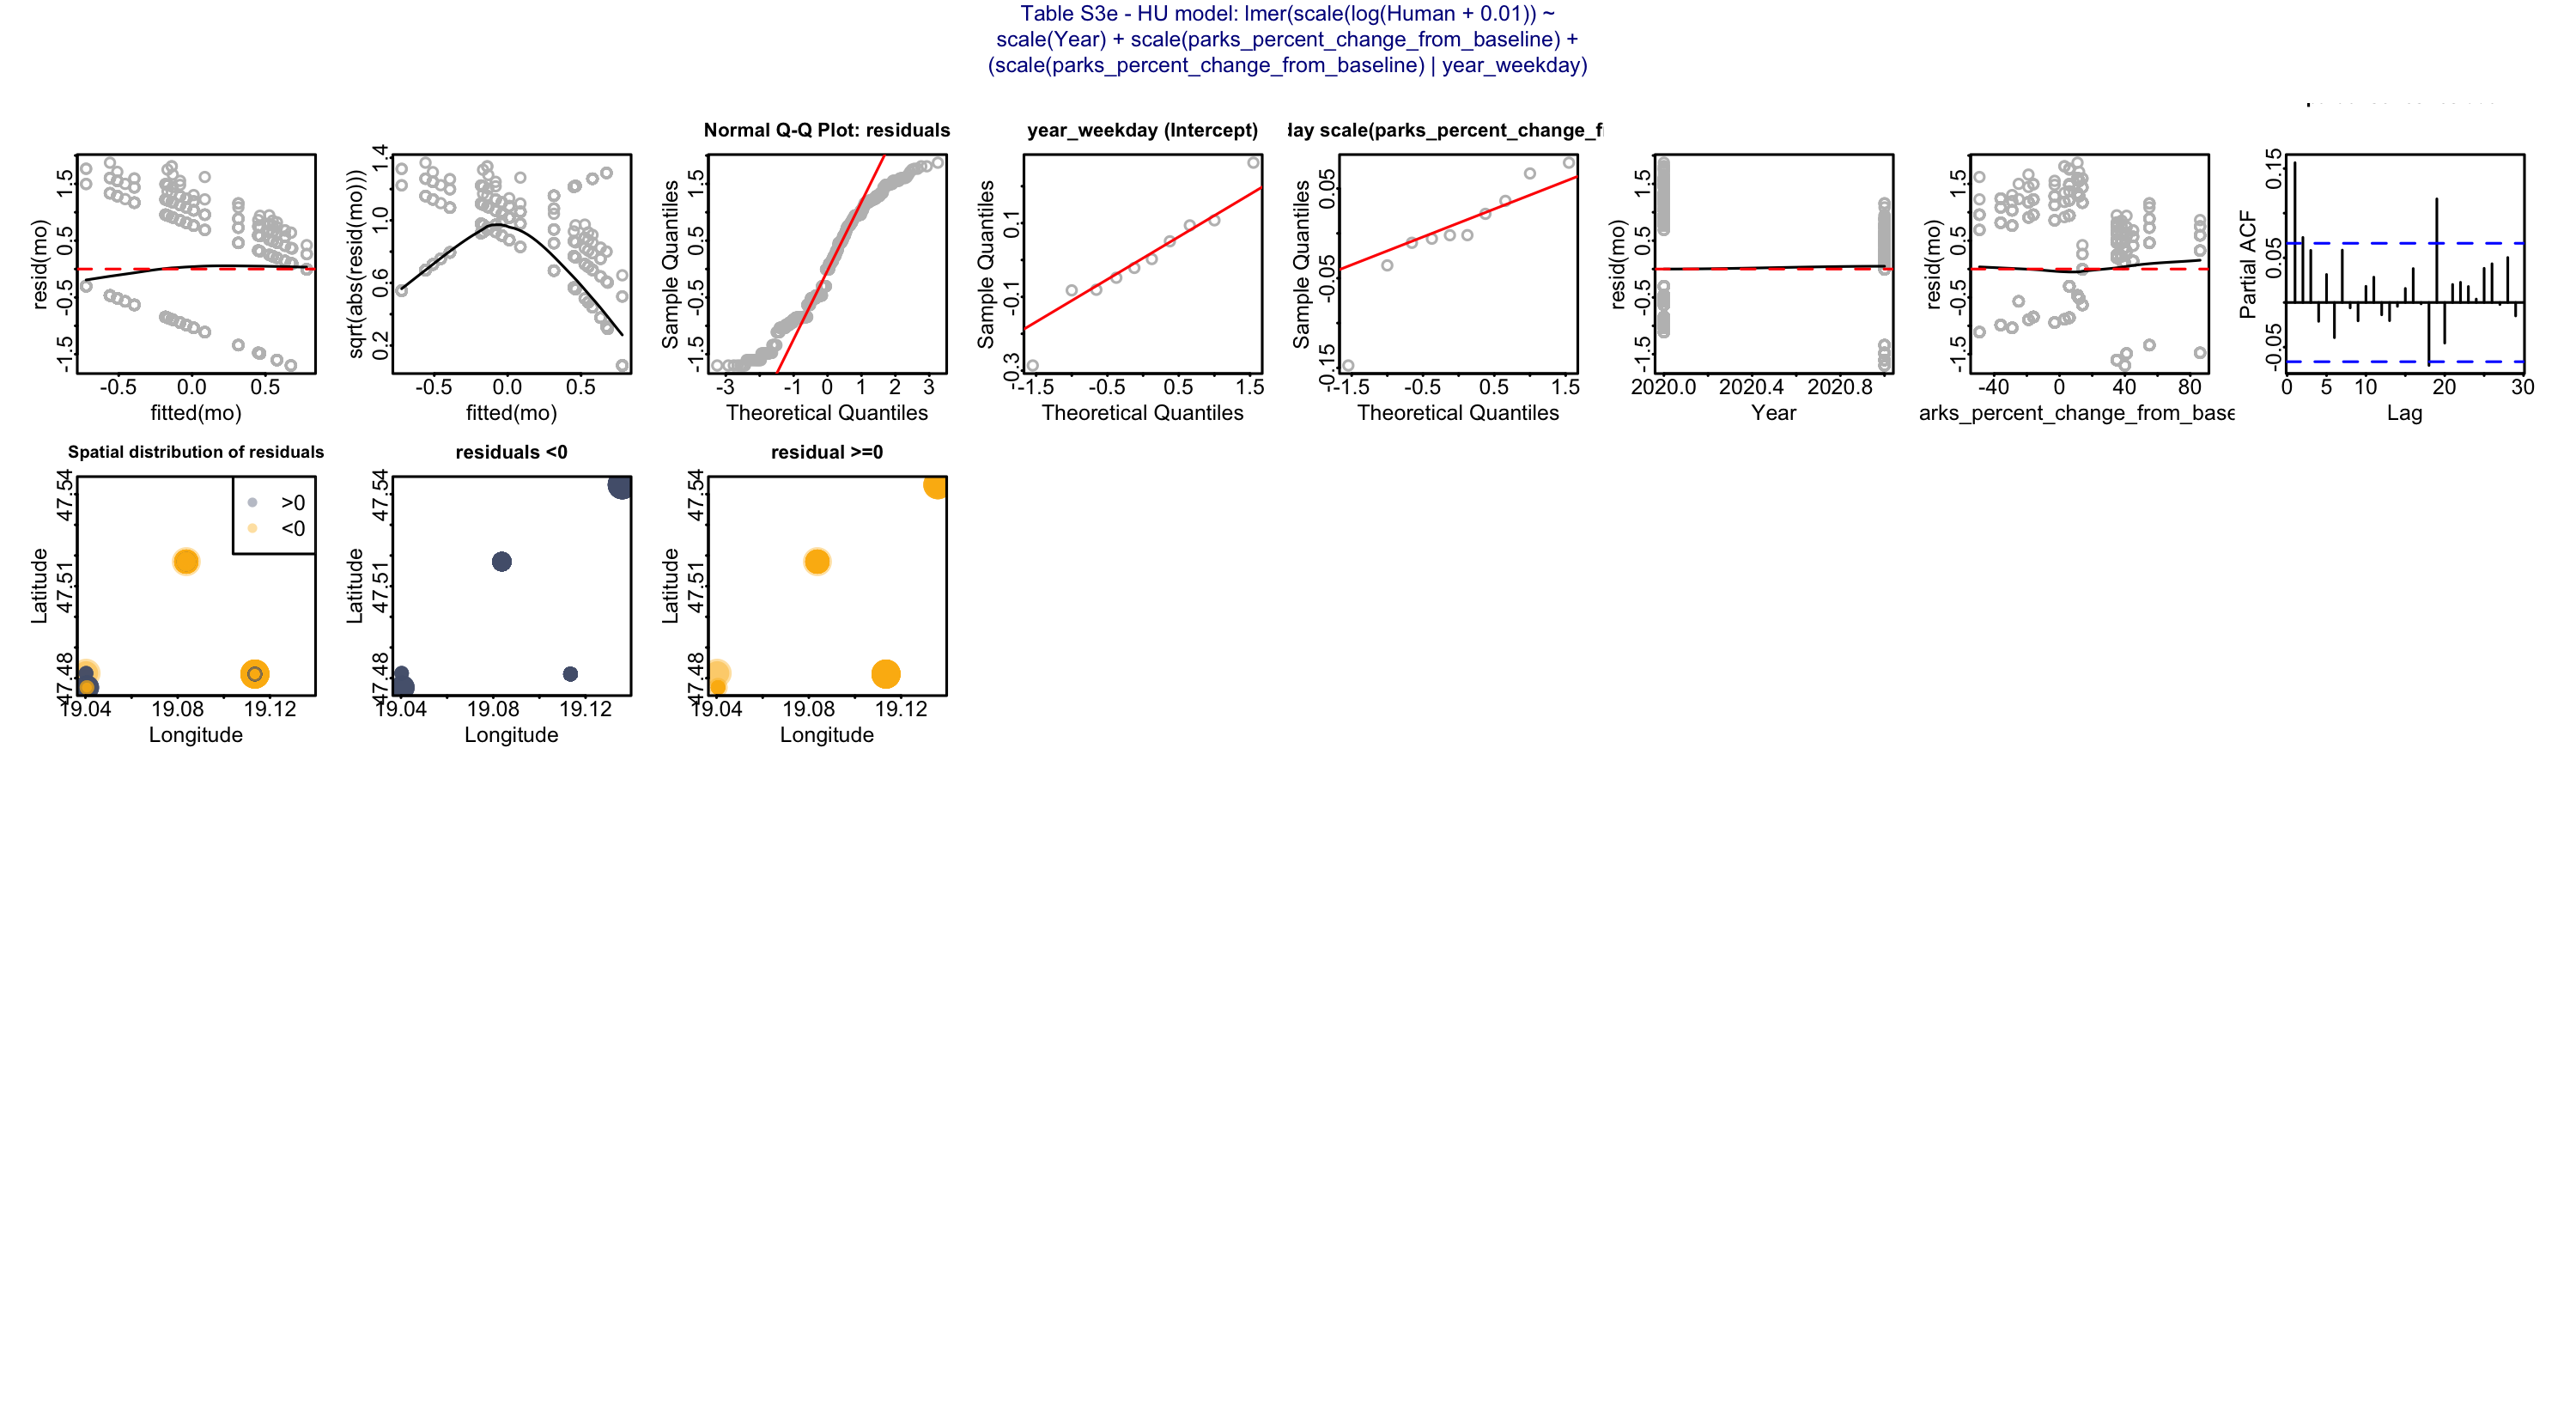 Table S3e - HU model: lmer(scale(log(Human + 0.01)) ~
scale(Year) + scale(parks_percent_change_from_baseline) +
(scale(parks_percent_change_from_baseline) | year_weekday)
resid(mo)
-1.5 -0.5 0.5 1.5
-0.5 0.0 0.5
fitted(mo)
sqrt(abs(resid(mo)))
0.2 0.6 1.0 1.4
-0.5 0.0 0.5
fitted(mo)
Normal Q-Q Plot: residuals
Sample Quantiles
-1.5 -0.5 0.5 1.5
-3 -1 0 1 2 3
Theoretical Quantiles
year_weekday (Intercept)
Sample Quantiles
-0.3 -0.1 0.1
-1.5 -0.5 0.5 1.5
Theoretical Quantiles
day scale(parks_percent_change_f
Sample Quantiles
-0.15 -0.05 0.05
-1.5 -0.5 0.5 1.5
Theoretical Quantiles
resid(mo)
-1.5 -0.5 0.5 1.5
2020.0 2020.4 2020.8
Year
resid(mo)
-1.5 -0.5 0.5 1.5
-40 0 40 80
arks_percent_change_from_base
Partial ACF
-0.05 0.05 0.15
0 5 10 20 30
Lag
Spatial distribution of residuals
>0
<0
Latitude
47.48 47.51 47.54
19.04 19.08 19.12
Longitude
residuals <0
Latitude
47.48 47.51 47.54
19.04 19.08 19.12
Longitude
residual >=0
Latitude
47.48 47.51 47.54
19.04 19.08 19.12
Longitude